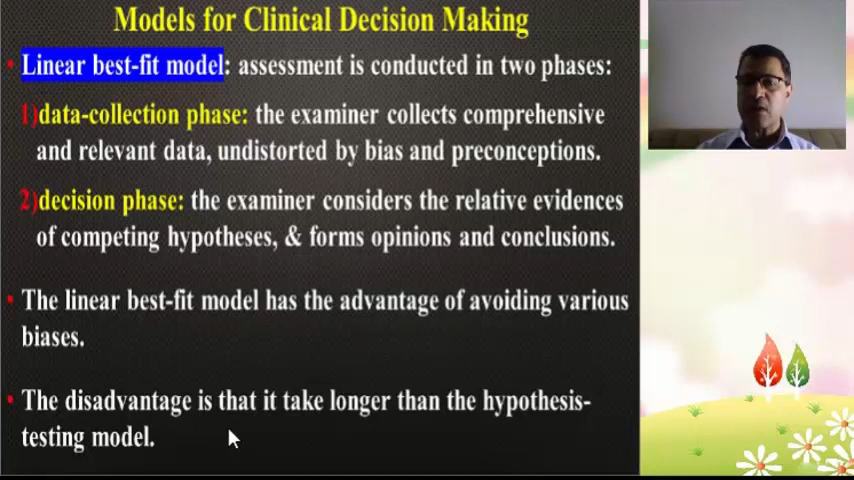 Models for Clinical Decision Making
• Linear best-fit model: assessment is conducted in two phases:
1)data-collection phase: the examiner collects comprehensive
and relevant data, undistorted by bias and preconceptions.
2)decision phase: the examiner considers the relative evidences
of competing hypotheses, & forms opinions and conclusions.
• The linear best-fit model has the advantage of avoiding various
biases.
• The disadvantage is that it take longer than the hypothesis-
testing model.